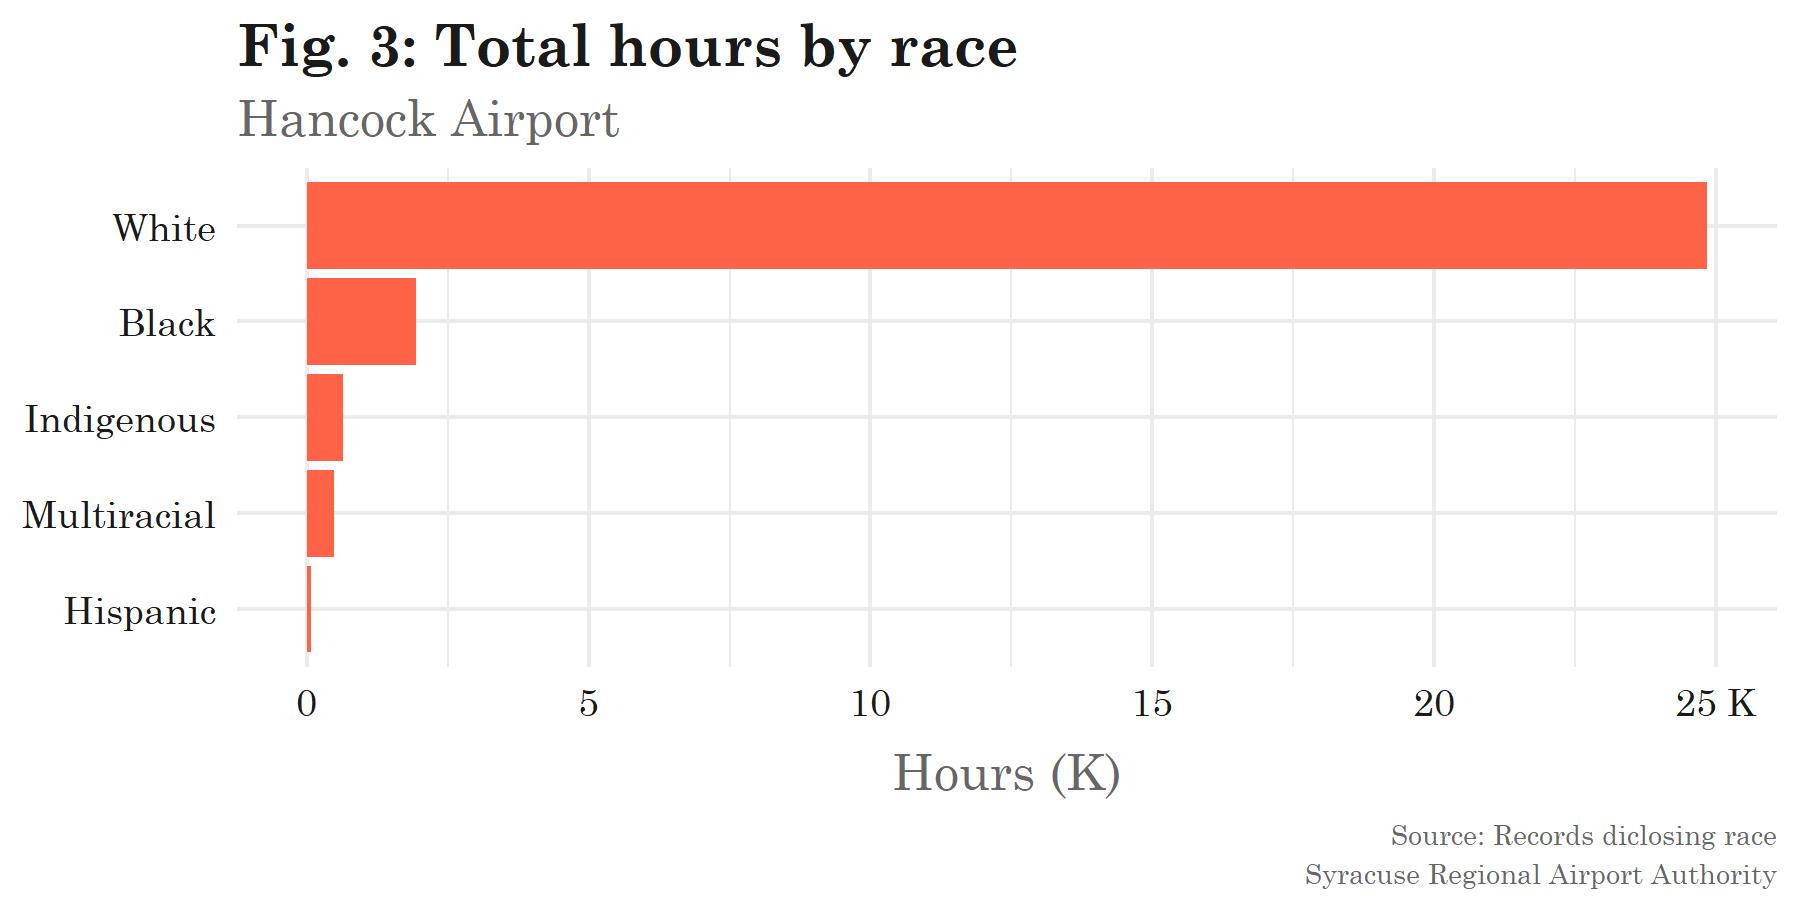 Fig. 3: Total hours by race
Hancock Airport
White
Black
Indigenous
Multiracial
Hispanic
0 5 10 15 20 25 K
Hours (K)
Source: Records diclosing race
Syracuse Regional Airport Authority